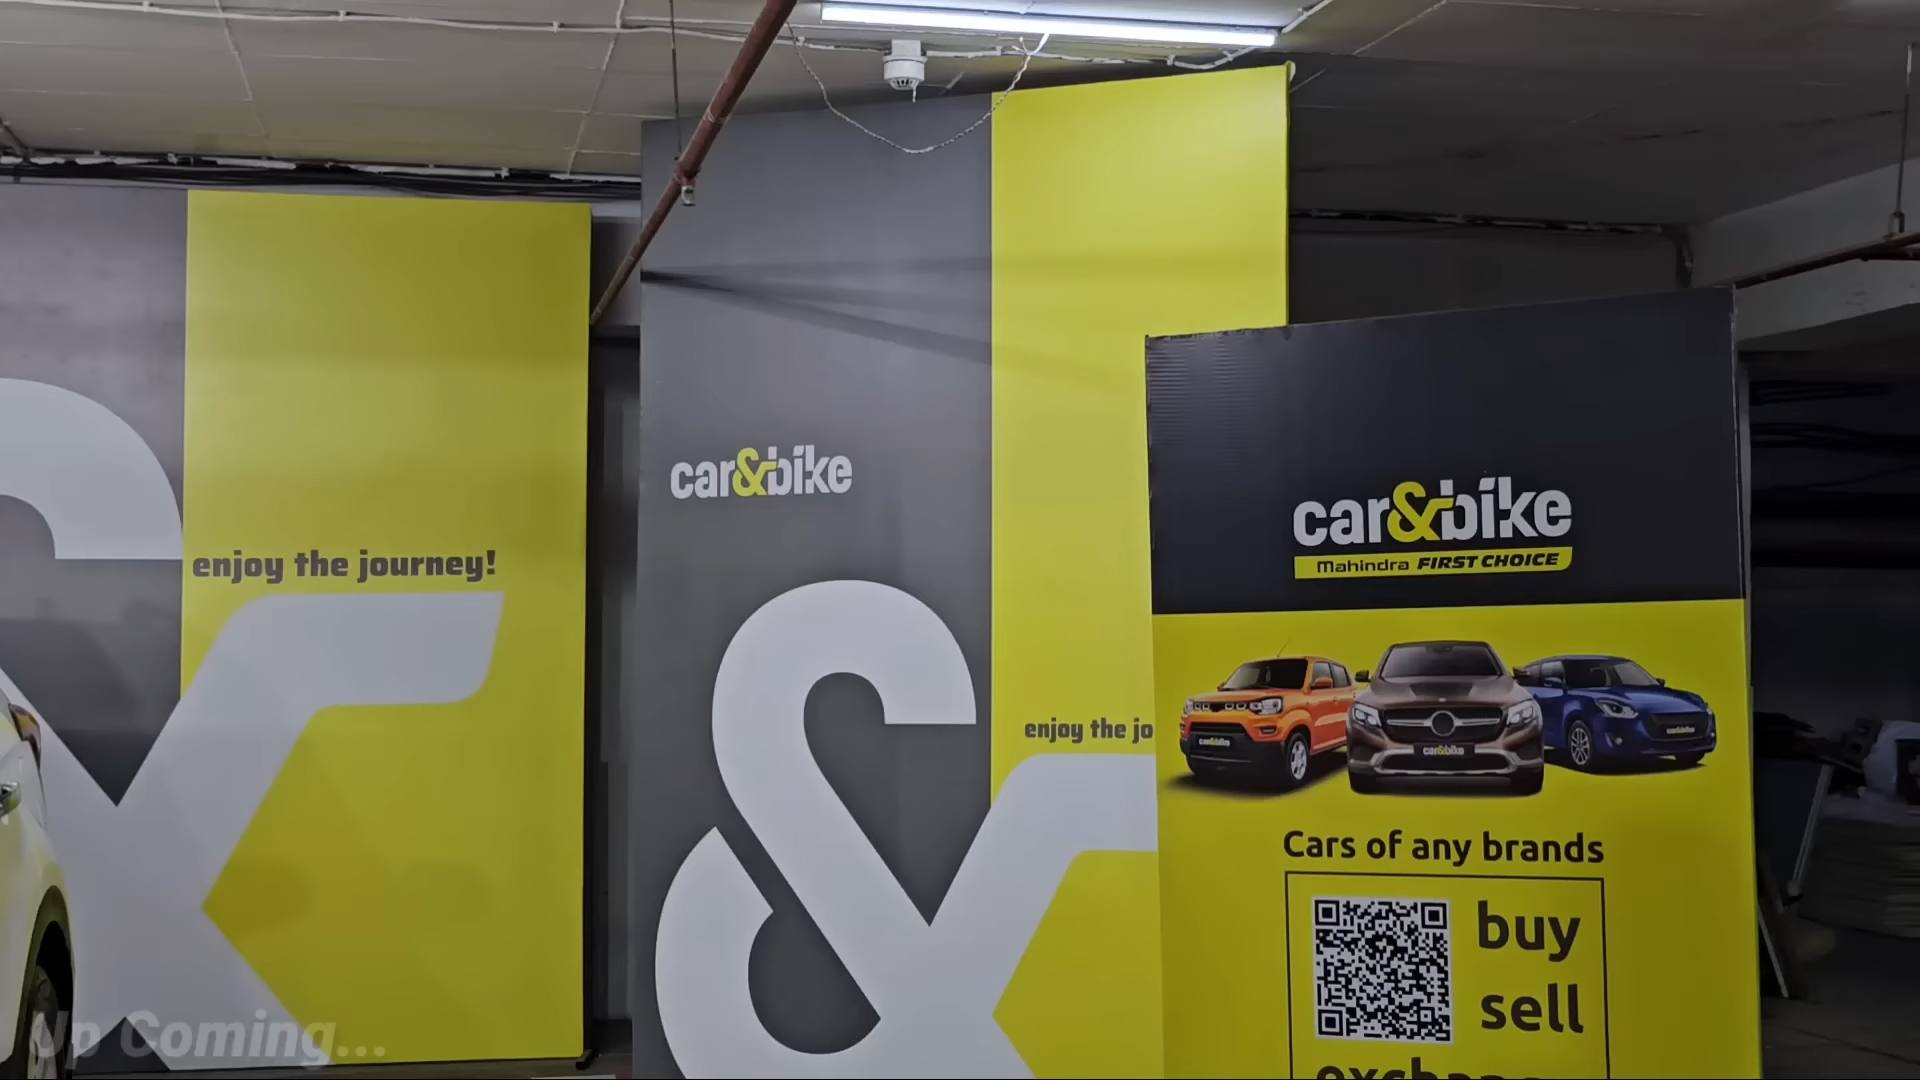 enjoy the journey!
car&bike
&
enjoy the jo
car&bike
Mahindra FIRST CHOICE
car&bike
car&bike
car&bike
Cars of any brands
buy
sell
Up Coming...